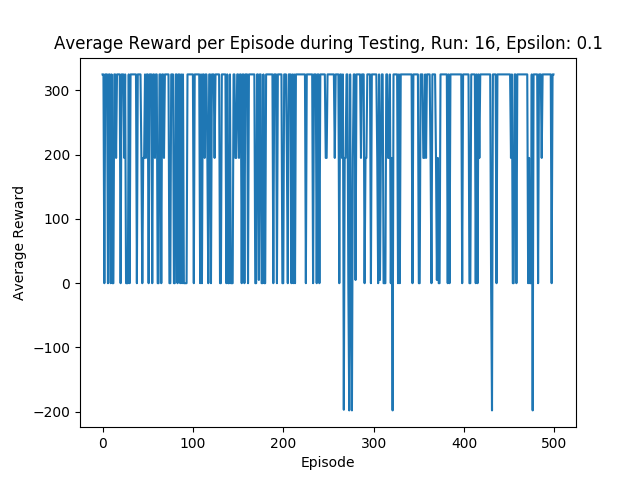 Average Reward per Episode during Testing, Run: 16, Epsilon: 0.1
300
200
100
0
−100
−200
Average Reward
0 100 200 300 400 500
Episode